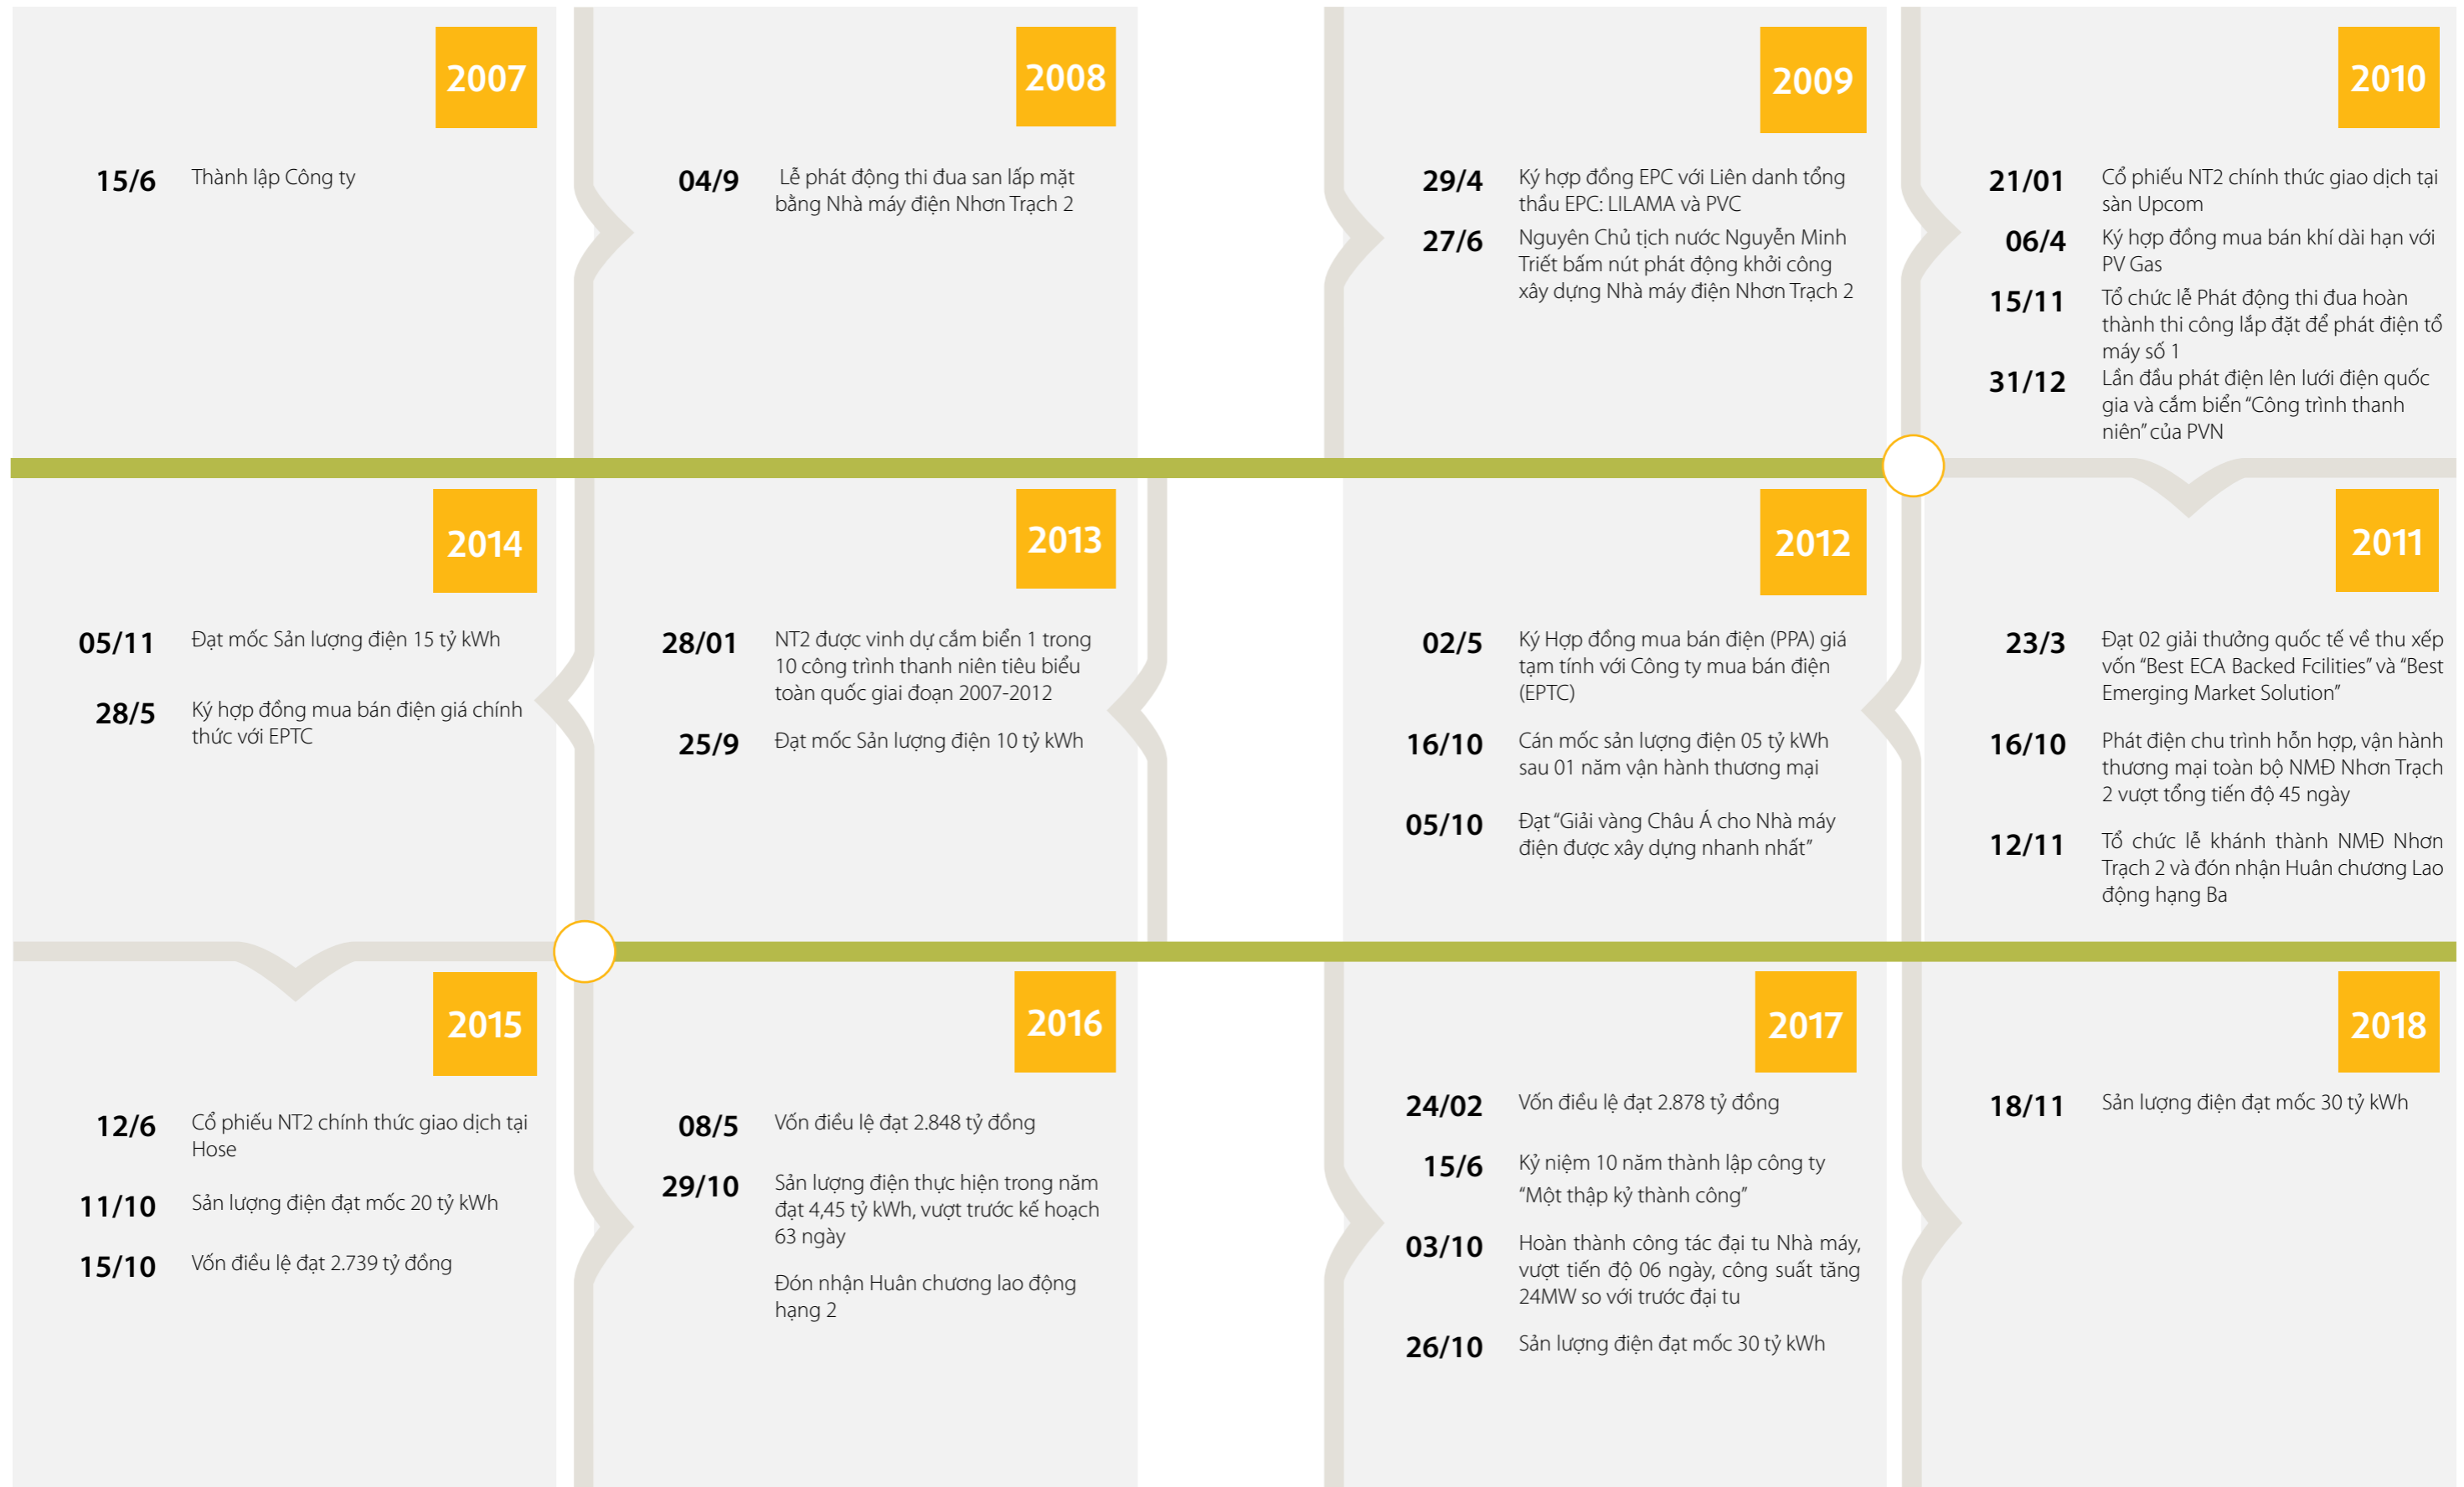 2007
15/6 Thành lập Công ty
2008
04/9 Lễ phát động thi đua san lấp mặt
bằng Nhà máy điện Nhơn Trạch 2
2009
29/4 Ký hợp đồng EPC với Liên danh tổng
thầu EPC: LILAMA và PVC
27/6 Nguyên Chủ tịch nước Nguyễn Minh
Triết bấm nút phát động khởi công
xây dựng Nhà máy điện Nhơn Trạch 2
2010
21/01 Cổ phiếu NT2 chính thức giao dịch tại
sàn Upcom
06/4 Ký hợp đồng mua bán khí dài hạn với
PV Gas
15/11 Tổ chức lễ Phát động thi đua hoàn
thành thi công lắp đặt để phát điện tổ
máy số 1
31/12 Lần đầu phát điện lên lưới điện quốc
gia và cắm biển “Công trình thanh
niên” của PVN
2011
23/3 Đạt 02 giải thưởng quốc tế về thu xếp
vốn “Best ECA Backed Fcilities” và “Best
Emerging Market Solution”
16/10 Phát điện chu trình hỗn hợp, vận hành
thương mại toàn bộ NMĐ Nhơn Trạch
2 vượt tổng tiến độ 45 ngày
12/11 Tổ chức lễ khánh thành NMĐ Nhơn
Trạch 2 và đón nhận Huân chương Lao
động hạng Ba
2012
02/5 Ký Hợp đồng mua bán điện (PPA) giá
tạm tính với Công ty mua bán điện
(EPTC)
16/10 Cán mốc sản lượng điện 05 tỷ kWh
sau 01 năm vận hành thương mại
05/10 Đạt “Giải vàng Châu Á cho Nhà máy
điện được xây dựng nhanh nhất”
2013
28/01 NT2 được vinh dự cắm biển 1 trong
10 công trình thanh niên tiêu biểu
toàn quốc giai đoạn 2007-2012
25/9 Đạt mốc Sản lượng điện 10 tỷ kWh
2014
05/11 Đạt mốc Sản lượng điện 15 tỷ kWh
28/5 Ký hợp đồng mua bán điện giá chính
thức với EPTC
2015
12/6 Cổ phiếu NT2 chính thức giao dịch tại
Hose
11/10 Sản lượng điện đạt mốc 20 tỷ kWh
15/10 Vốn điều lệ đạt 2.739 tỷ đồng
2016
08/5 Vốn điều lệ đạt 2.848 tỷ đồng
29/10 Sản lượng điện thực hiện trong năm
đạt 4,45 tỷ kWh, vượt trước kế hoạch
63 ngày
Đón nhận Huân chương lao động
hạng 2
2017
24/02 Vốn điều lệ đạt 2.878 tỷ đồng
15/6 Kỷ niệm 10 năm thành lập công ty
“Một thập kỷ thành công”
03/10 Hoàn thành công tác đại tu Nhà máy,
vượt tiến độ 06 ngày, công suất tăng
24MW so với trước đại tu
26/10 Sản lượng điện đạt mốc 30 tỷ kWh
2018
18/11 Sản lượng điện đạt mốc 30 tỷ kWh